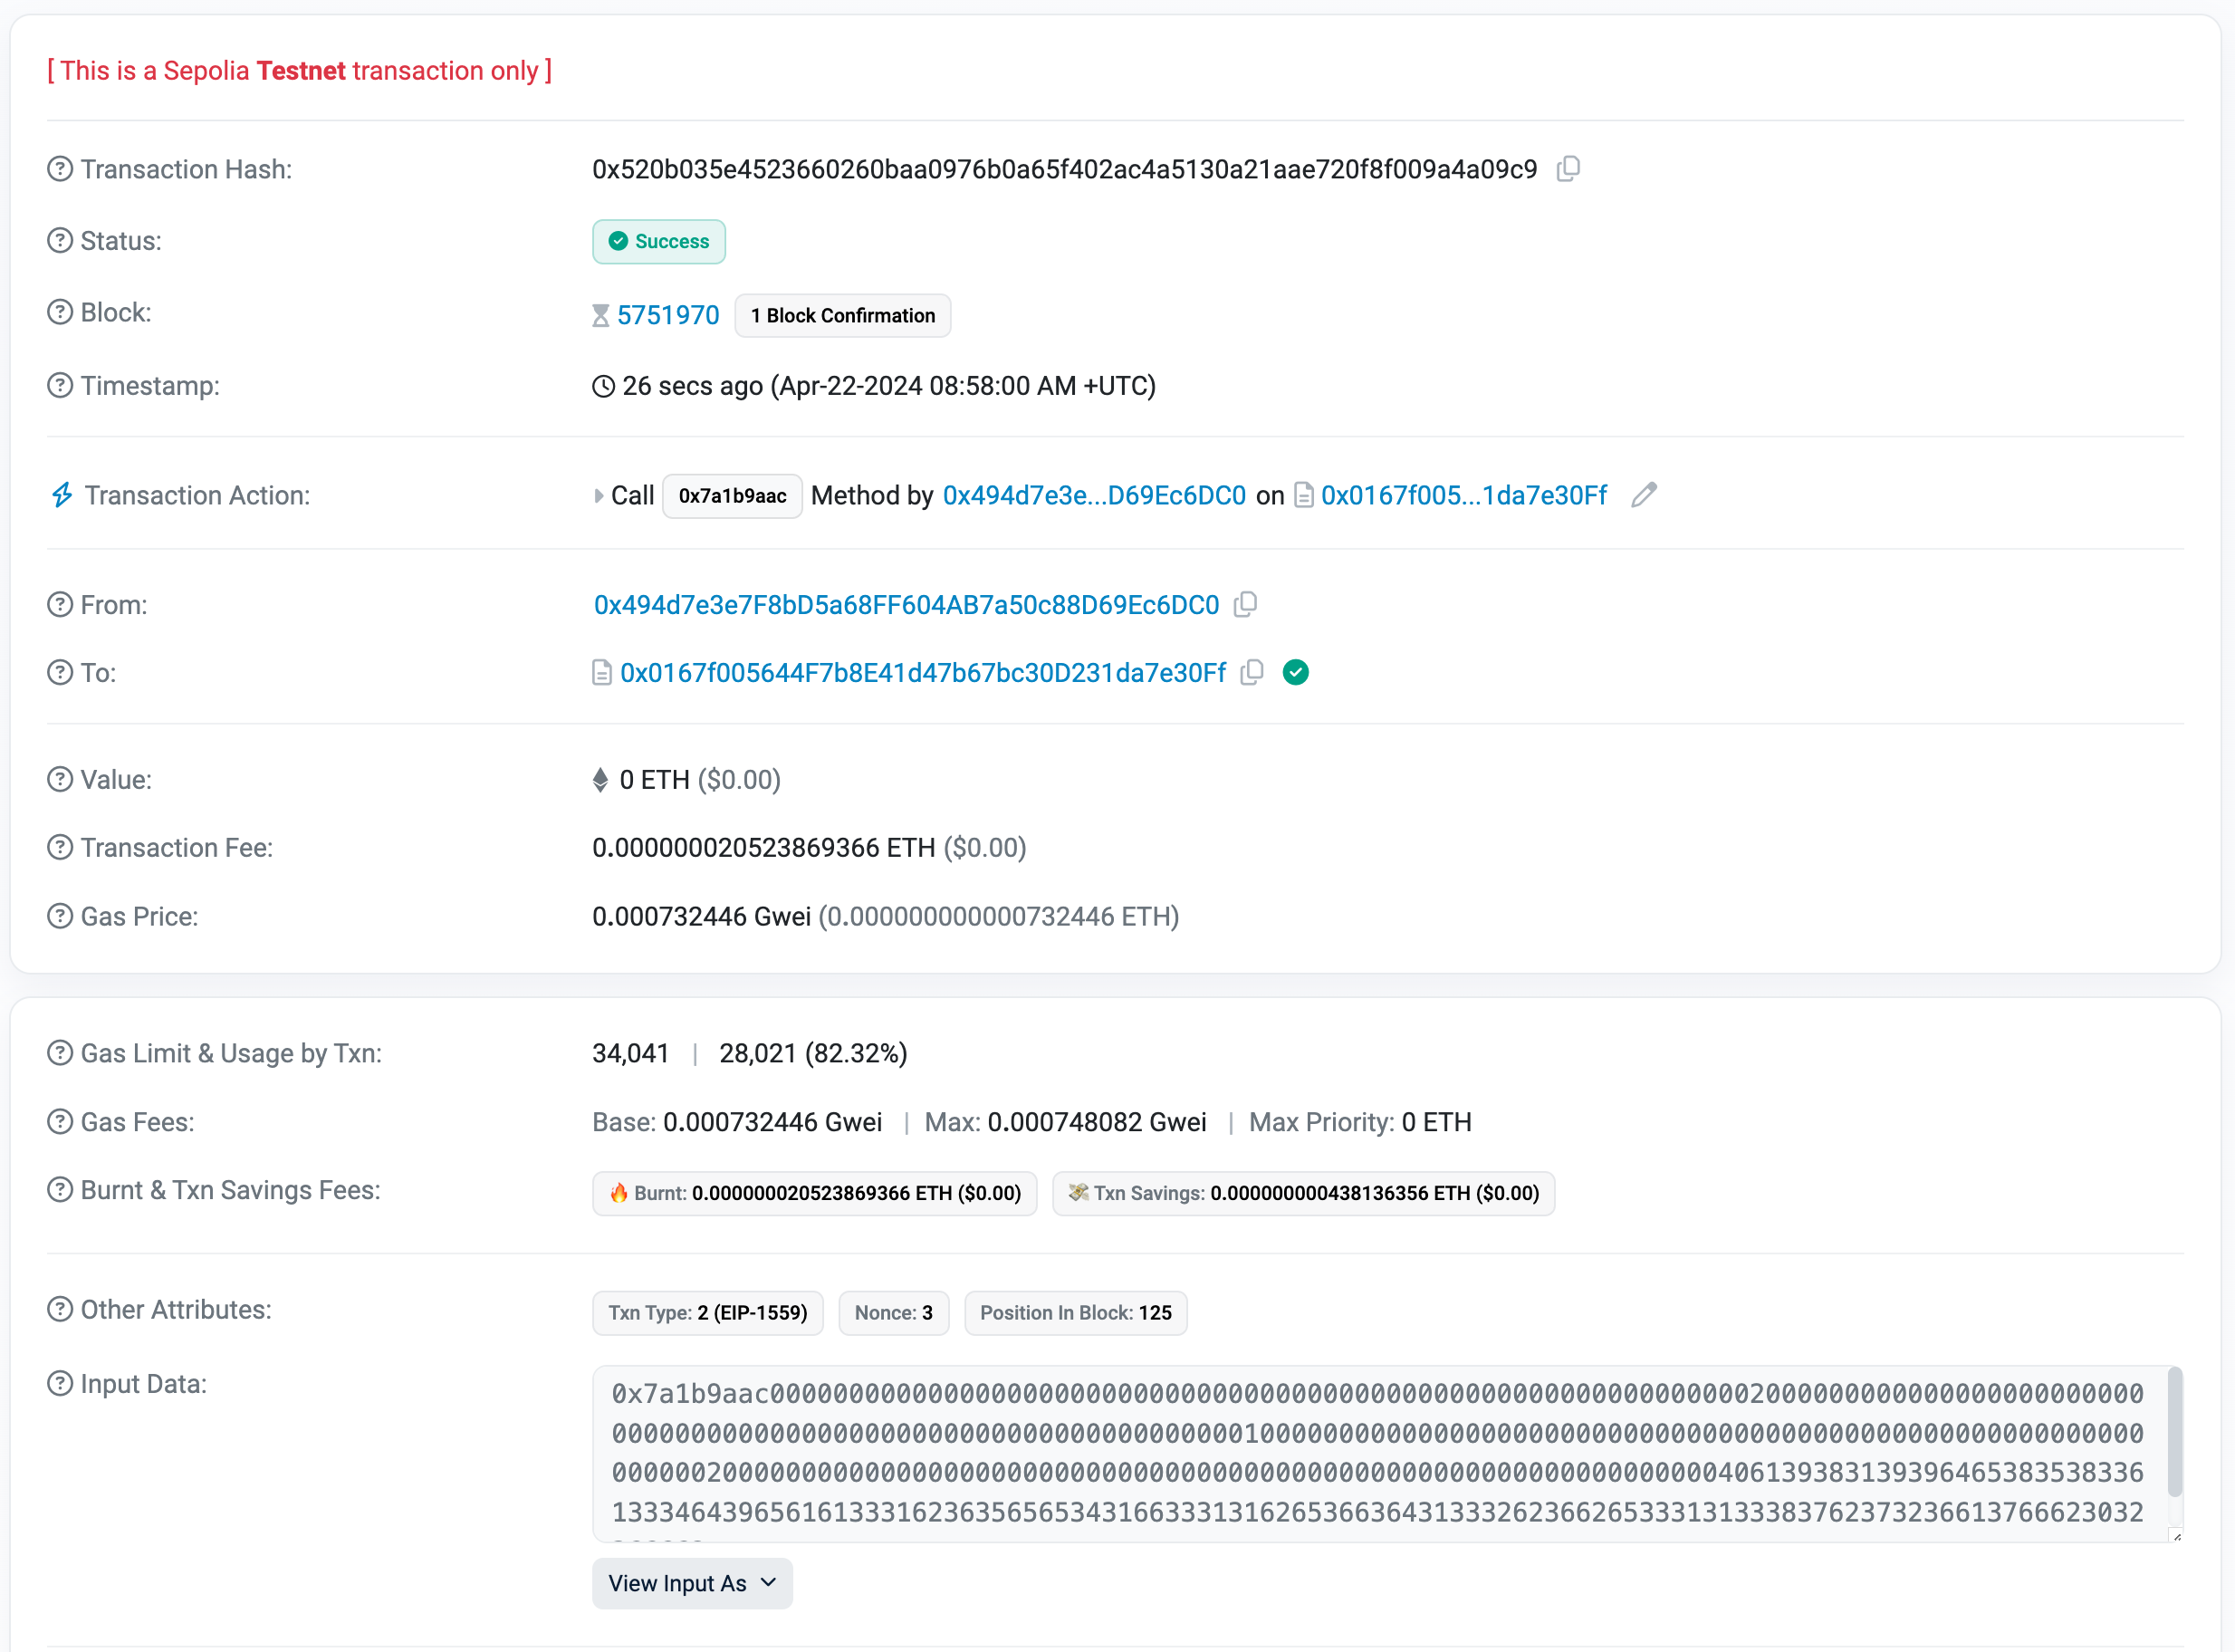 [ This is a Sepolia Testnet transaction only ]
Transaction Hash: 0x520b035e4523660260baa0976b0a65f402ac4a5130a21aae720f8f009a4a09c9
Status: Success
Block: 5751970 1 Block Confirmation
Timestamp: 26 secs ago (Apr-22-2024 08:58:00 AM +UTC)
Transaction Action: Call 0x7a1b9aac Method by 0x494d7e3e...D69Ec6DC0 on 0x0167f005...1da7e30Ff
From: 0x494d7e3e7F8bD5a68FF604AB7a50c88D69Ec6DC0
To: 0x0167f005644F7b8E41d47b67bc30D231da7e30Ff
Value: 0 ETH ($0.00)
Transaction Fee: 0.000000020523869366 ETH ($0.00)
Gas Price: 0.000732446 Gwei (0.000000000000732446 ETH)
Gas Limit & Usage by Txn: 34,041 | 28,021 (82.32%)
Gas Fees: Base: 0.000732446 Gwei | Max: 0.000748082 Gwei | Max Priority: 0 ETH
Burnt & Txn Savings Fees: 🔥 Burnt: 0.000000020523869366 ETH ($0.00) 💸 Txn Savings: 0.000000000438136356 ETH ($0.00)
Other Attributes: Txn Type: 2 (EIP-1559) Nonce: 3 Position In Block: 125
Input Data: 0x7a1b9aac000000000000000000000000000000000000000000000000000000000000002000000000000000000000000
0000000000000000000000000000000000000000100000000000000000000000000000000000000000000000000000000
0000002000000000000000000000000000000000000000000000000000000000000000406139383139396465383538336
1333464396561613331623635656534316633313162653663643133326236626533313133383762373236613766623032
View Input As